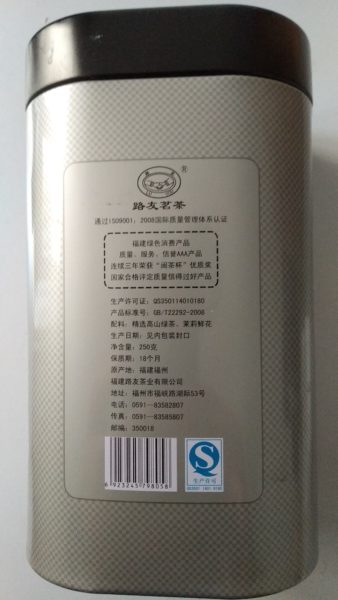 ®
路友茗茶
通过ISO9001：2008国际质量管理体系认证
福建绿色消费产品
质量、服务、信誉AAA产品
连续三年荣获“闽茶杯”优质奖
国家合格评定质量信得过好产品
生产许可证：QS350114010180
产品标准号：GB/T22292-2008
配料：精选高山绿茶、茉莉鲜花
生产日期：见内包装封口
净含量：250克
保质期：18个月
原产地：福建福州
福建路友茶业有限公司
地址：福州市福峡路湖际53号
电话：0591--83582807
传真：0591--83585807
邮编：350018
6 923245 798058
生产许可
QS3501 1401 0180